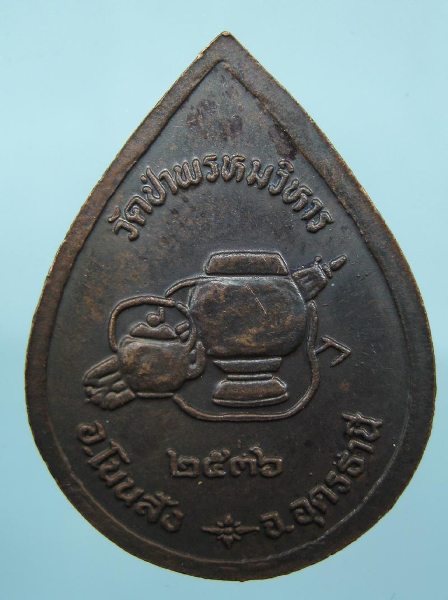 วัดป่าพรหมวิหาร
๒๕๓๖
อ.โนนสัง จ.อุดรธานี